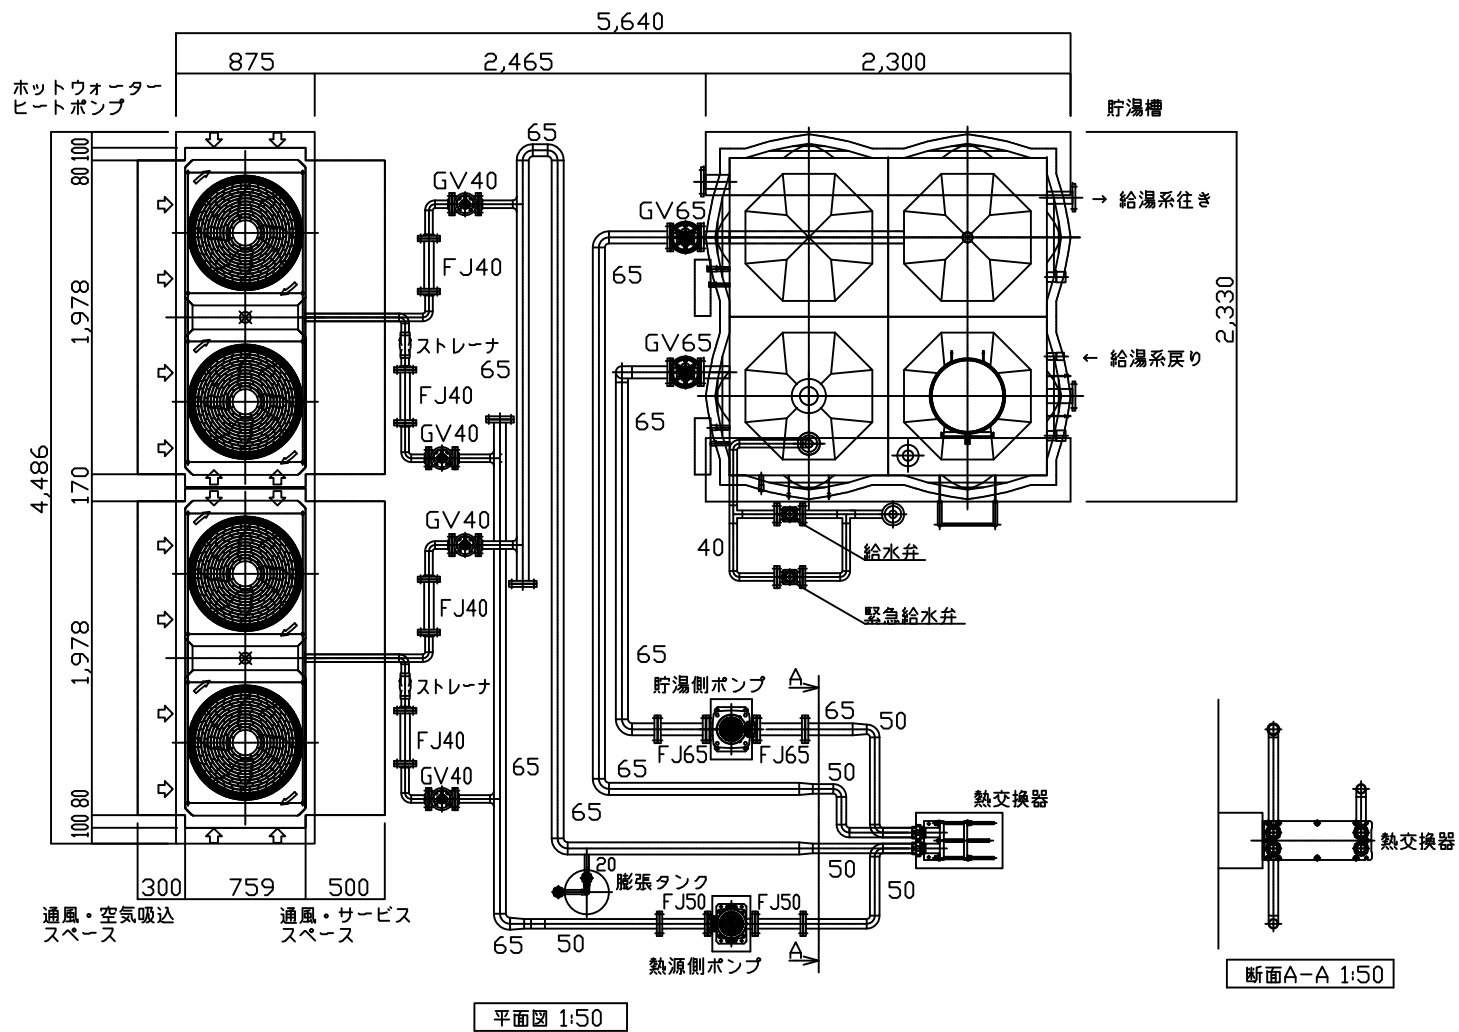 5,640
875
2,465
2,300
ホットウォーター
ヒートポンプ
貯湯槽
65
GV40
GV65
→ 給湯系往き
FJ40
65
80 100
1,978
ストレーナ
65
GV65
← 給湯系戻り
2,330
FJ40
65
GV40
4,486
170
GV40
40
給水弁
FJ40
緊急給水弁
1,978
65
ストレーナ
貯湯側ポンプ
A
65
50
FJ40
FJ65
FJ65
65
65
50
GV40
熱交換器
100 80
65
熱交換器
300
759
500
20
膨張タンク
50
50
通風・空気吸込
スペース
通風・サービス
スペース
FJ50
FJ50
65
50
A
熱源側ポンプ
断面A-A 1:50
平面図 1:50